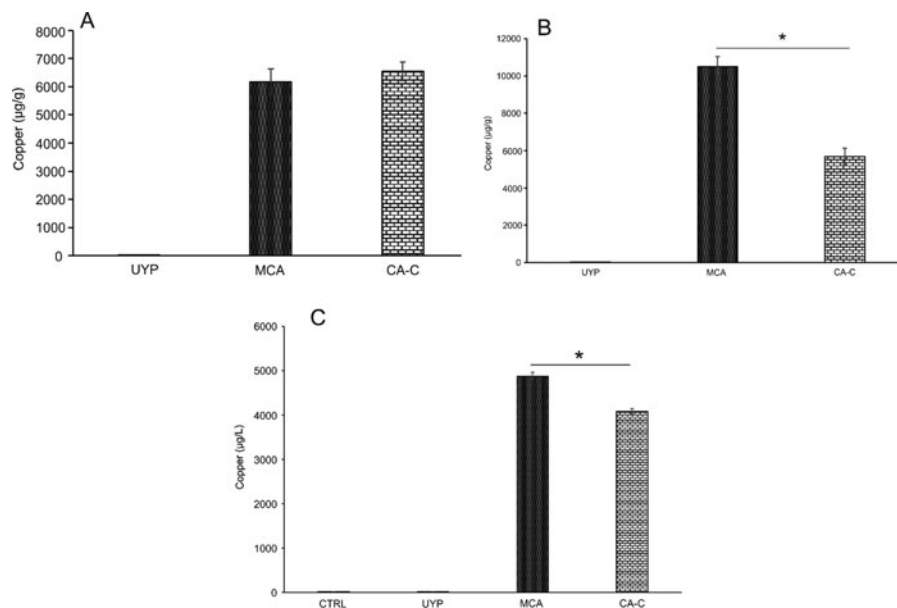 A
Copper (µg/g)
8000
7000
6000
5000
4000
3000
2000
1000
0
UYP MCA CA-C
B
*
Copper (µg/g)
12000
10000
8000
6000
4000
2000
0
UYP MCA CA-C
C
*
Copper (µg/L)
6000
5000
4000
3000
2000
1000
0
CTRL UYP MCA CA-C